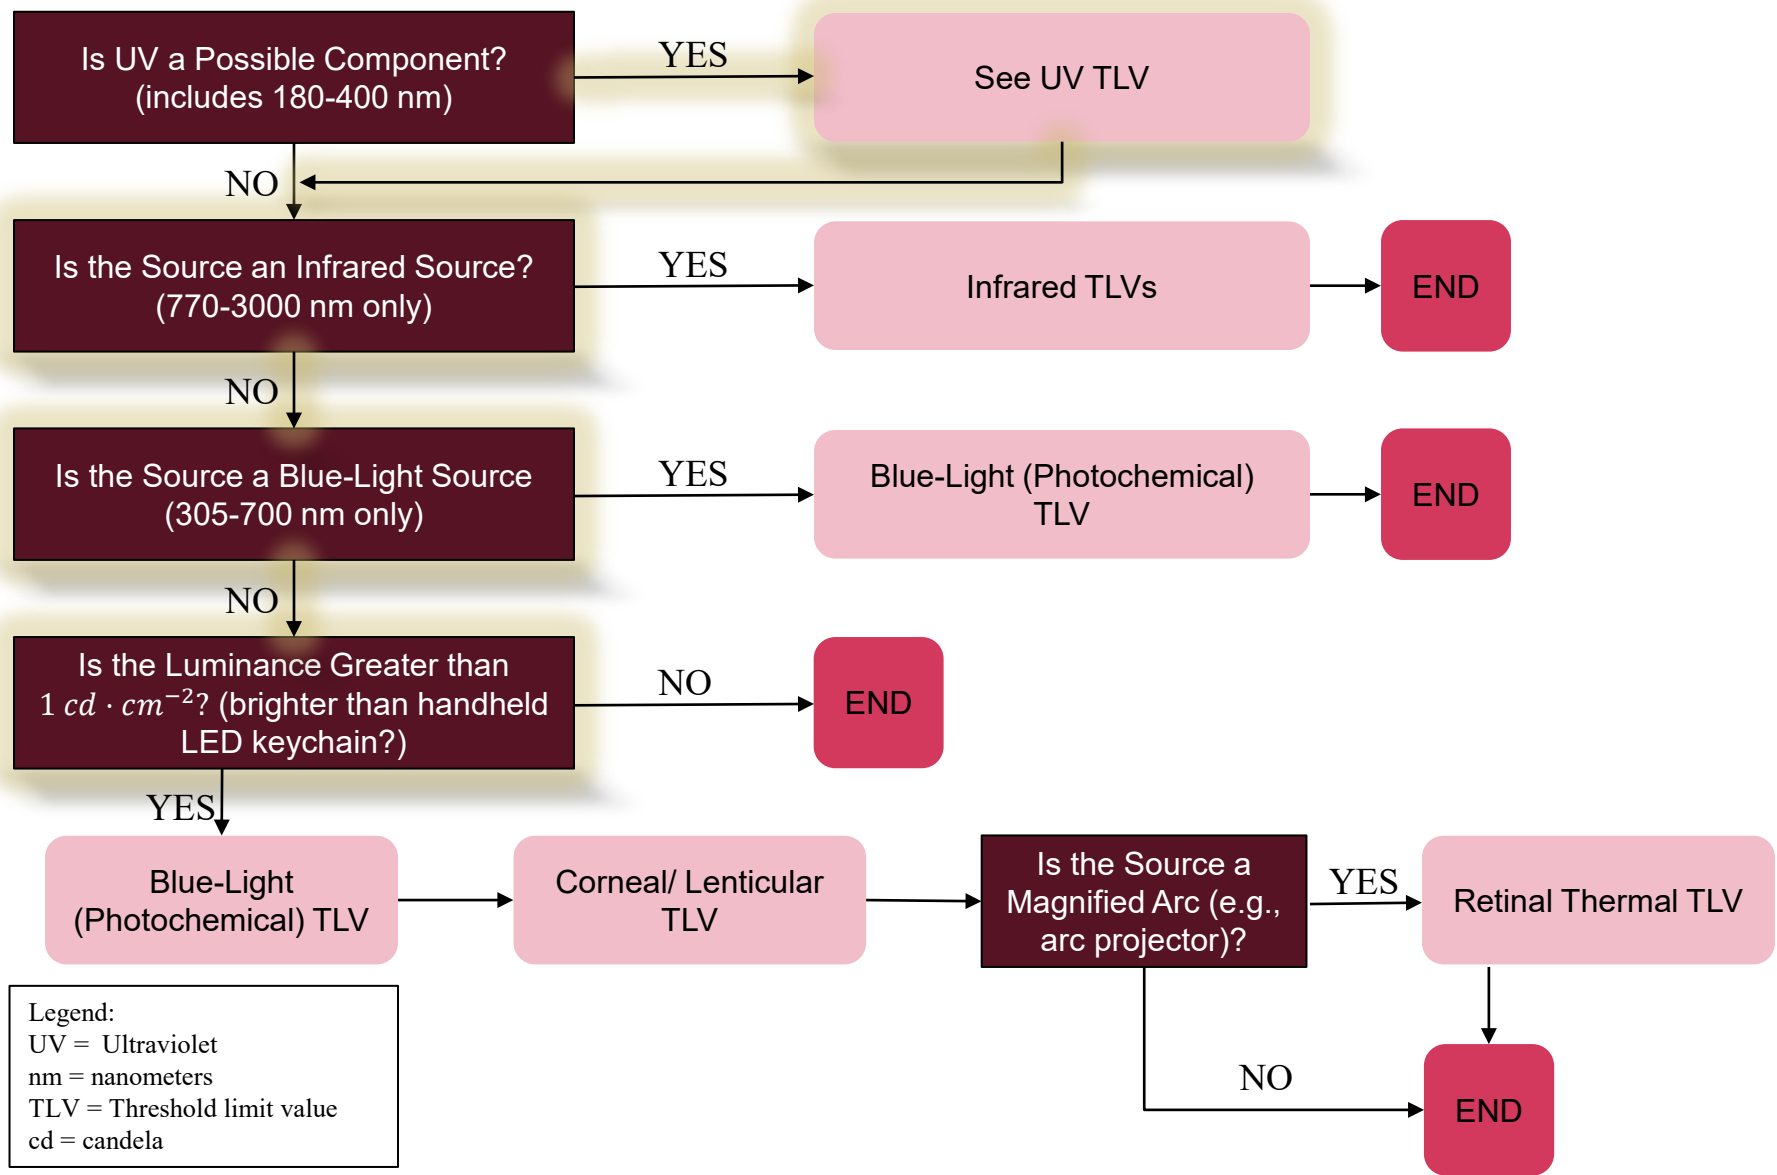 Is UV a Possible Component?
(includes 180-400 nm)
YES
See UV TLV
NO
Is the Source an Infrared Source?
(770-3000 nm only)
YES
Infrared TLVs
END
NO
Is the Source a Blue-Light Source
(305-700 nm only)
YES
Blue-Light (Photochemical)
TLV
END
NO
Is the Luminance Greater than
1 cd · cm⁻²? (brighter than handheld
LED keychain?)
NO
END
YES
Blue-Light
(Photochemical) TLV
Corneal/ Lenticular
TLV
Is the Source a
Magnified Arc (e.g.,
arc projector)?
YES
Retinal Thermal TLV
NO
END
Legend:
UV = Ultraviolet
nm = nanometers
TLV = Threshold limit value
cd = candela